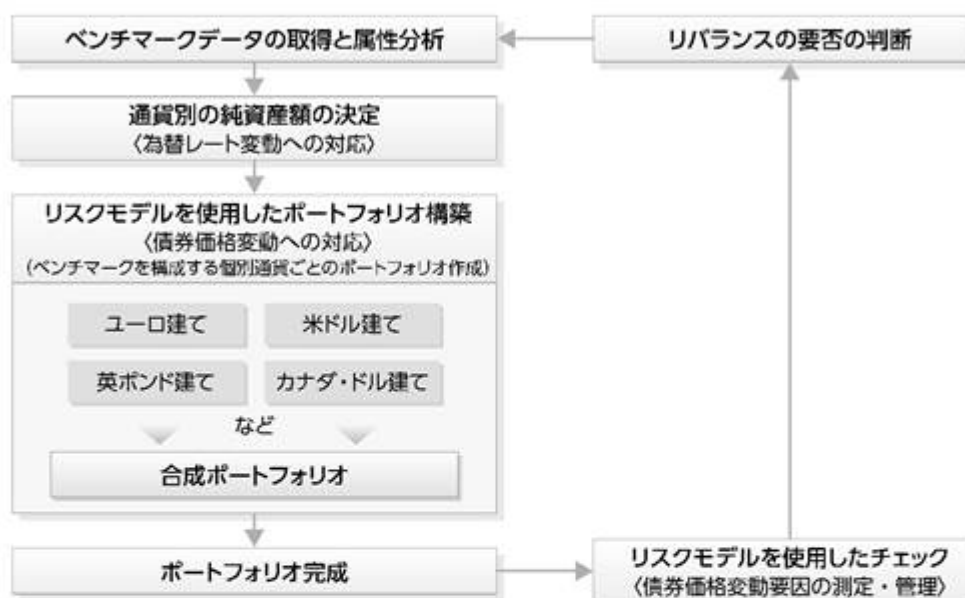 ベンチマークデータの取得と属性分析
リバランスの要否の判断
通貨別の純資産額の決定
〈為替レート変動への対応〉
リスクモデルを使用したポートフォリオ構築
〈債券価格変動への対応〉
(ベンチマークを構成する個別通貨ごとのポートフォリオ作成)
ユーロ建て
米ドル建て
英ポンド建て
カナダ・ドル建て
など
合成ポートフォリオ
ポートフォリオ完成
リスクモデルを使用したチェック
〈債券価格変動要因の測定・管理〉